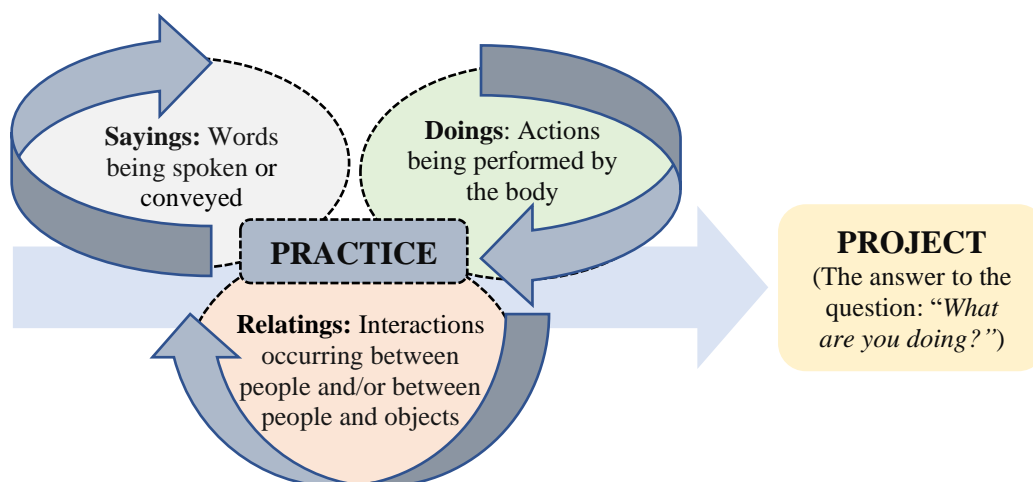 Sayings: Words
being spoken or
conveyed
Doings: Actions
being performed by
the body
PRACTICE
Relatings: Interactions
occurring between
people and/or between
people and objects
PROJECT
(The answer to the
question: “What
are you doing?”)